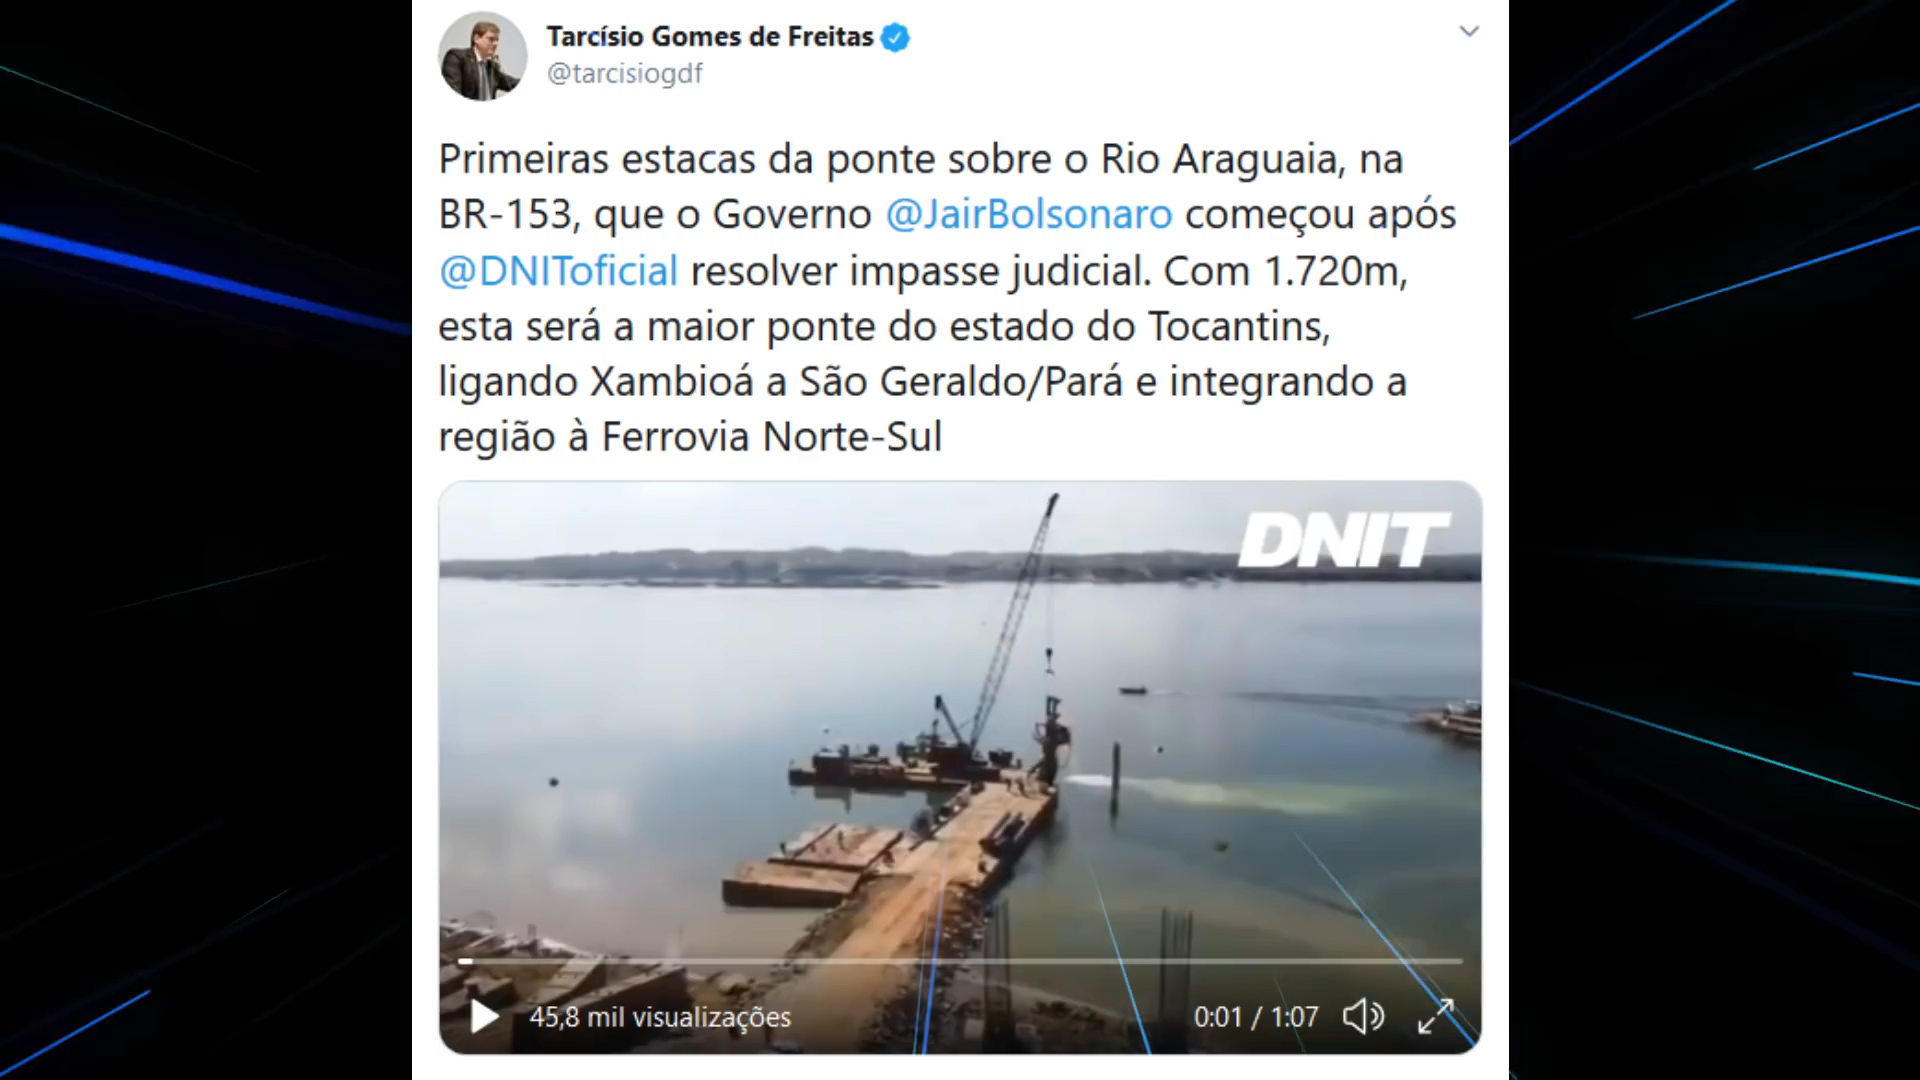 Tarcísio Gomes de Freitas
@tarcisiogdf
Primeiras estacas da ponte sobre o Rio Araguaia, na
BR-153, que o Governo @JairBolsonaro começou após
@DNIToficial resolver impasse judicial. Com 1.720m,
esta será a maior ponte do estado do Tocantins,
ligando Xambioá a São Geraldo/Pará e integrando a
região à Ferrovia Norte-Sul
DNIT
45,8 mil visualizações
0:01 / 1:07